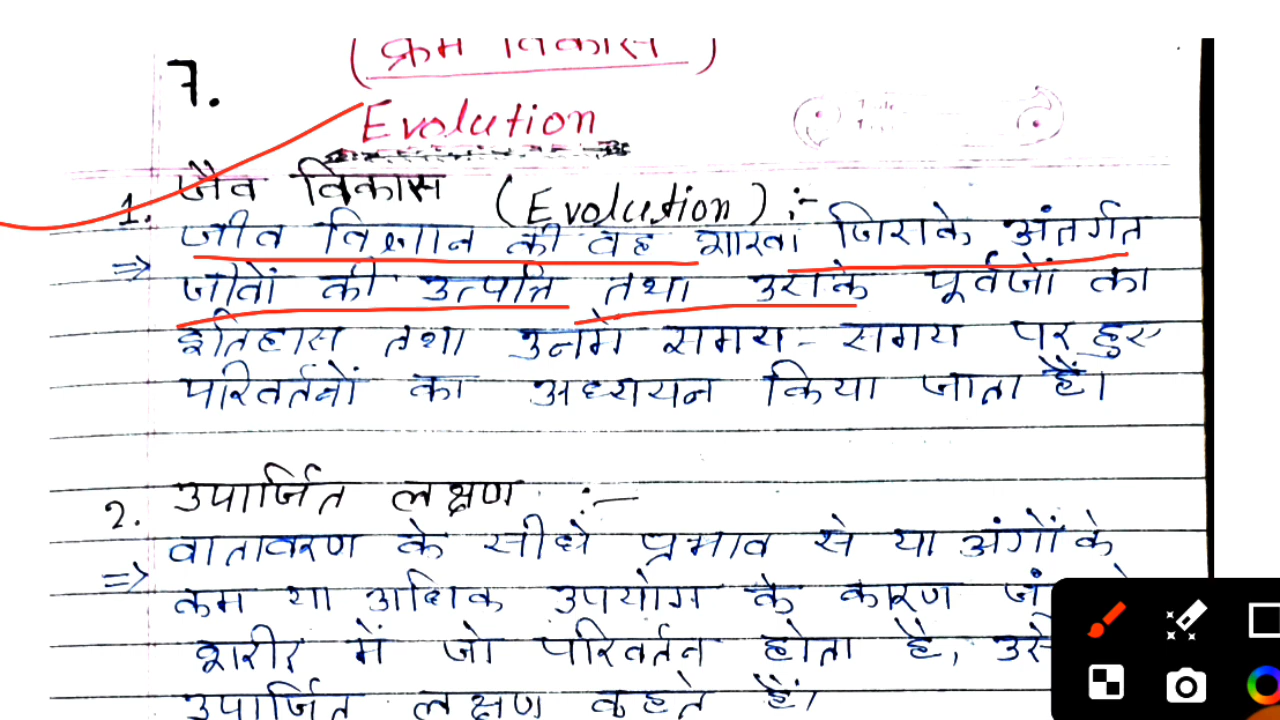 (क्रम विकास)
7.
Evolution
1. जैव विकास (Evolution) :-
⇒ जीव विज्ञान की वह शाखा जिसके अंतर्गत
जीवों की उत्पत्ति तथा उसके पूर्वजों का
इतिहास तथा उनमें समय-समय पर हुए
परिवर्तनों का अध्ययन किया जाता हैं।
2. उपार्जित लक्षण :-
⇒ वातावरण के सीधे प्रभाव से या अंगों के
कम या अधिक उपयोग के कारण
शरीर में जो परिवर्तन होता है, उसे
उपार्जित लक्षण कहते हैं।